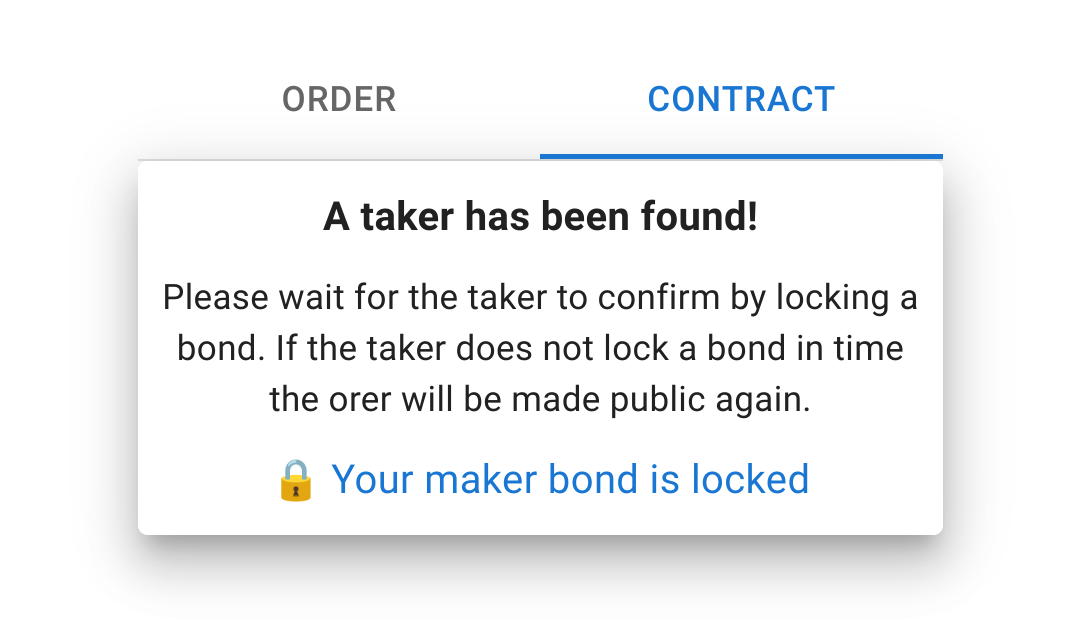 ORDER
CONTRACT
A taker has been found!
Please wait for the taker to confirm by locking a
bond. If the taker does not lock a bond in time
the orer will be made public again.
🔒 Your maker bond is locked